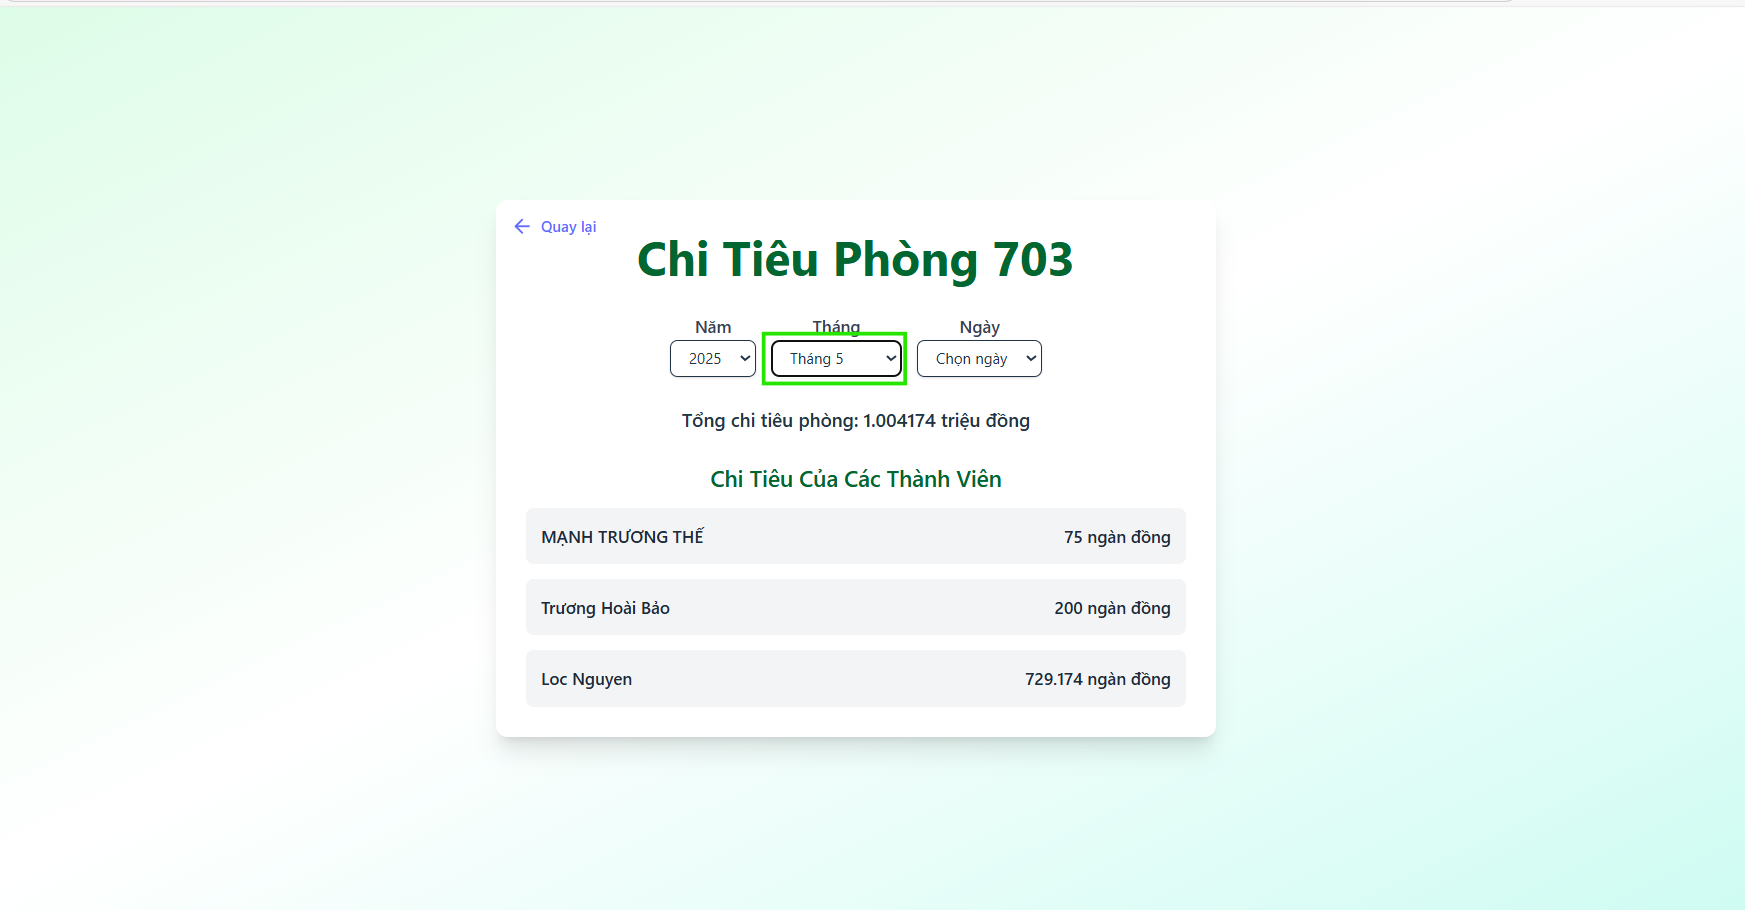 Quay lại
Chi Tiêu Phòng 703
Năm Tháng Ngày
2025 Tháng 5 Chọn ngày
Tổng chi tiêu phòng: 1.004174 triệu đồng
Chi Tiêu Của Các Thành Viên
MẠNH TRƯƠNG THẾ 75 ngàn đồng
Trương Hoài Bảo 200 ngàn đồng
Loc Nguyen 729.174 ngàn đồng